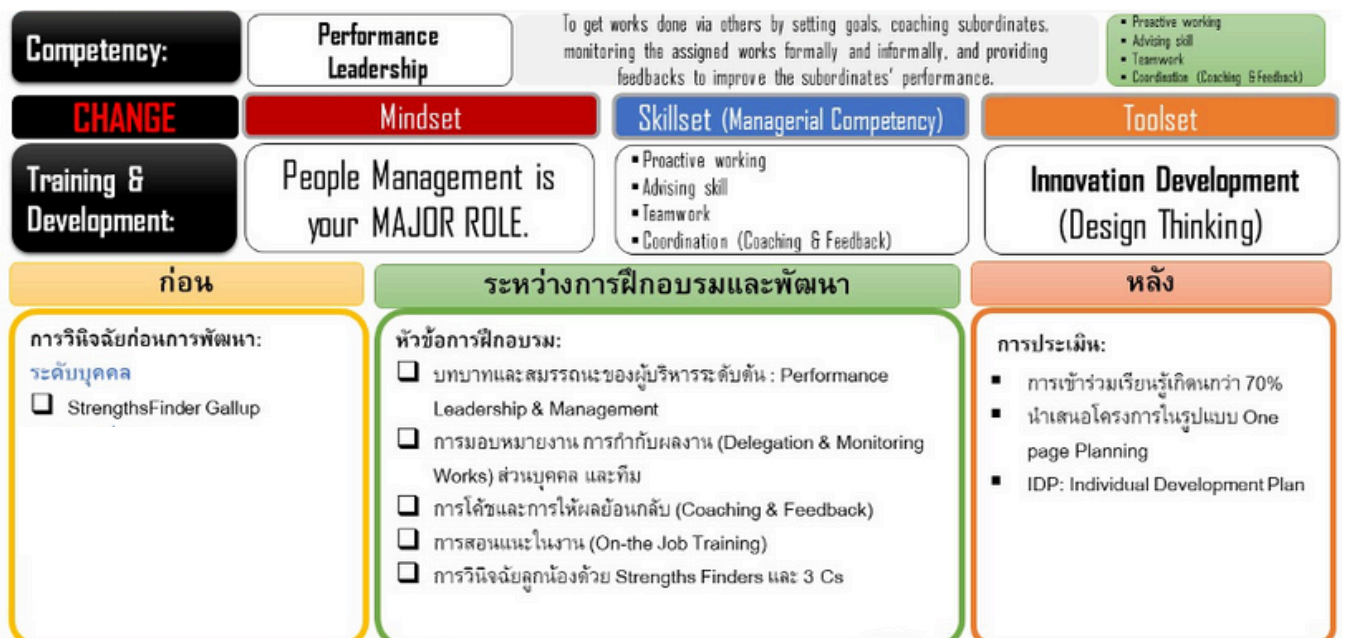 Competency:
Performance
Leadership
To get works done via others by setting goals, coaching subordinates,
monitoring the assigned works formally and informally, and providing
feedbacks to improve the subordinates' performance.
▪ Proactive working
▪ Advising skill
▪ Teamwork
▪ Coordination (Coaching & Feedback)
CHANGE
Mindset
Skillset (Managerial Competency)
Toolset
Training &
Development:
People Management is
your MAJOR ROLE.
▪ Proactive working
▪ Advising skill
▪ Teamwork
▪ Coordination (Coaching & Feedback)
Innovation Development
(Design Thinking)
ก่อน
ระหว่างการฝึกอบรมและพัฒนา
หลัง
การวินิจฉัยก่อนการพัฒนา:
ระดับบุคคล
❑ StrengthsFinder Gallup
หัวข้อการฝึกอบรม:
❑ บทบาทและสมรรถนะของผู้บริหารระดับต้น : Performance
Leadership & Management
❑ การมอบหมายงาน การกำกับผลงาน (Delegation & Monitoring
Works) ส่วนบุคคล และทีม
❑ การโค้ชและการให้ผลย้อนกลับ (Coaching & Feedback)
❑ การสอนแนะในงาน (On-the Job Training)
❑ การวินิจฉัยลูกน้องด้วย Strengths Finders และ 3 Cs
การประเมิน:
▪ การเข้าร่วมเรียนรู้เกิดนกว่า 70%
▪ นำเสนอโครงการในรูปแบบ One
page Planning
▪ IDP: Individual Development Plan